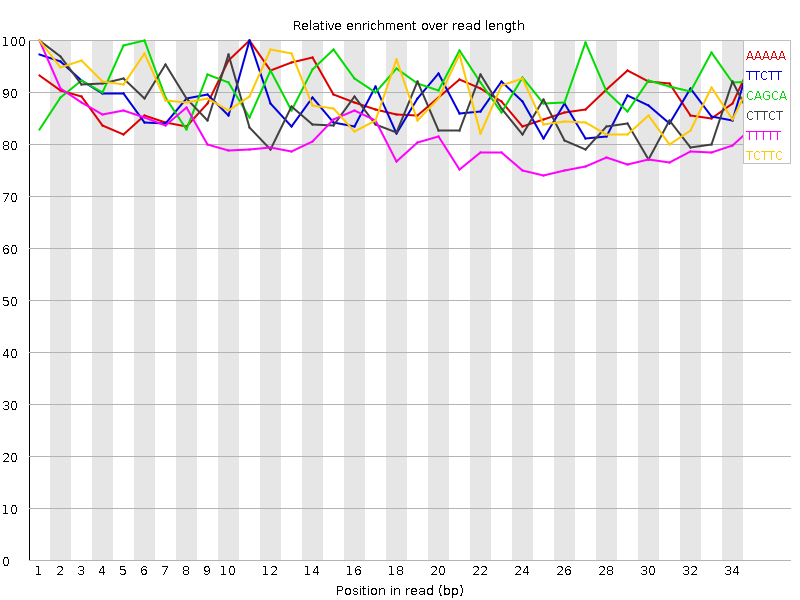 Relative enrichment over read length
100
90
80
70
60
50
40
30
20
10
0
AAAAA
TTCTT
CAGCA
CTTCT
TTTTT
TCTTC
1 2 3 4 5 6 7 8 9 10 12 14 16 18 20 22 24 26 28 30 32 34
Position in read (bp)